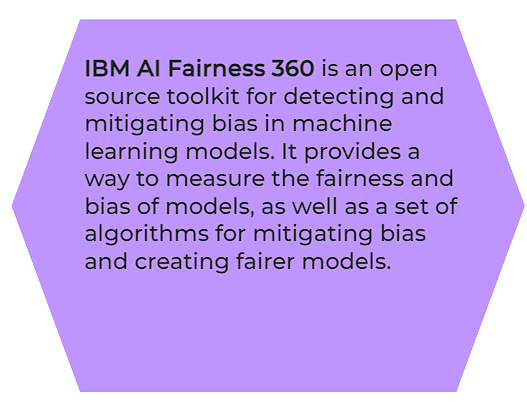 IBM AI Fairness 360 is an open
source toolkit for detecting and
mitigating bias in machine
learning models. It provides a
way to measure the fairness and
bias of models, as well as a set of
algorithms for mitigating bias
and creating fairer models.